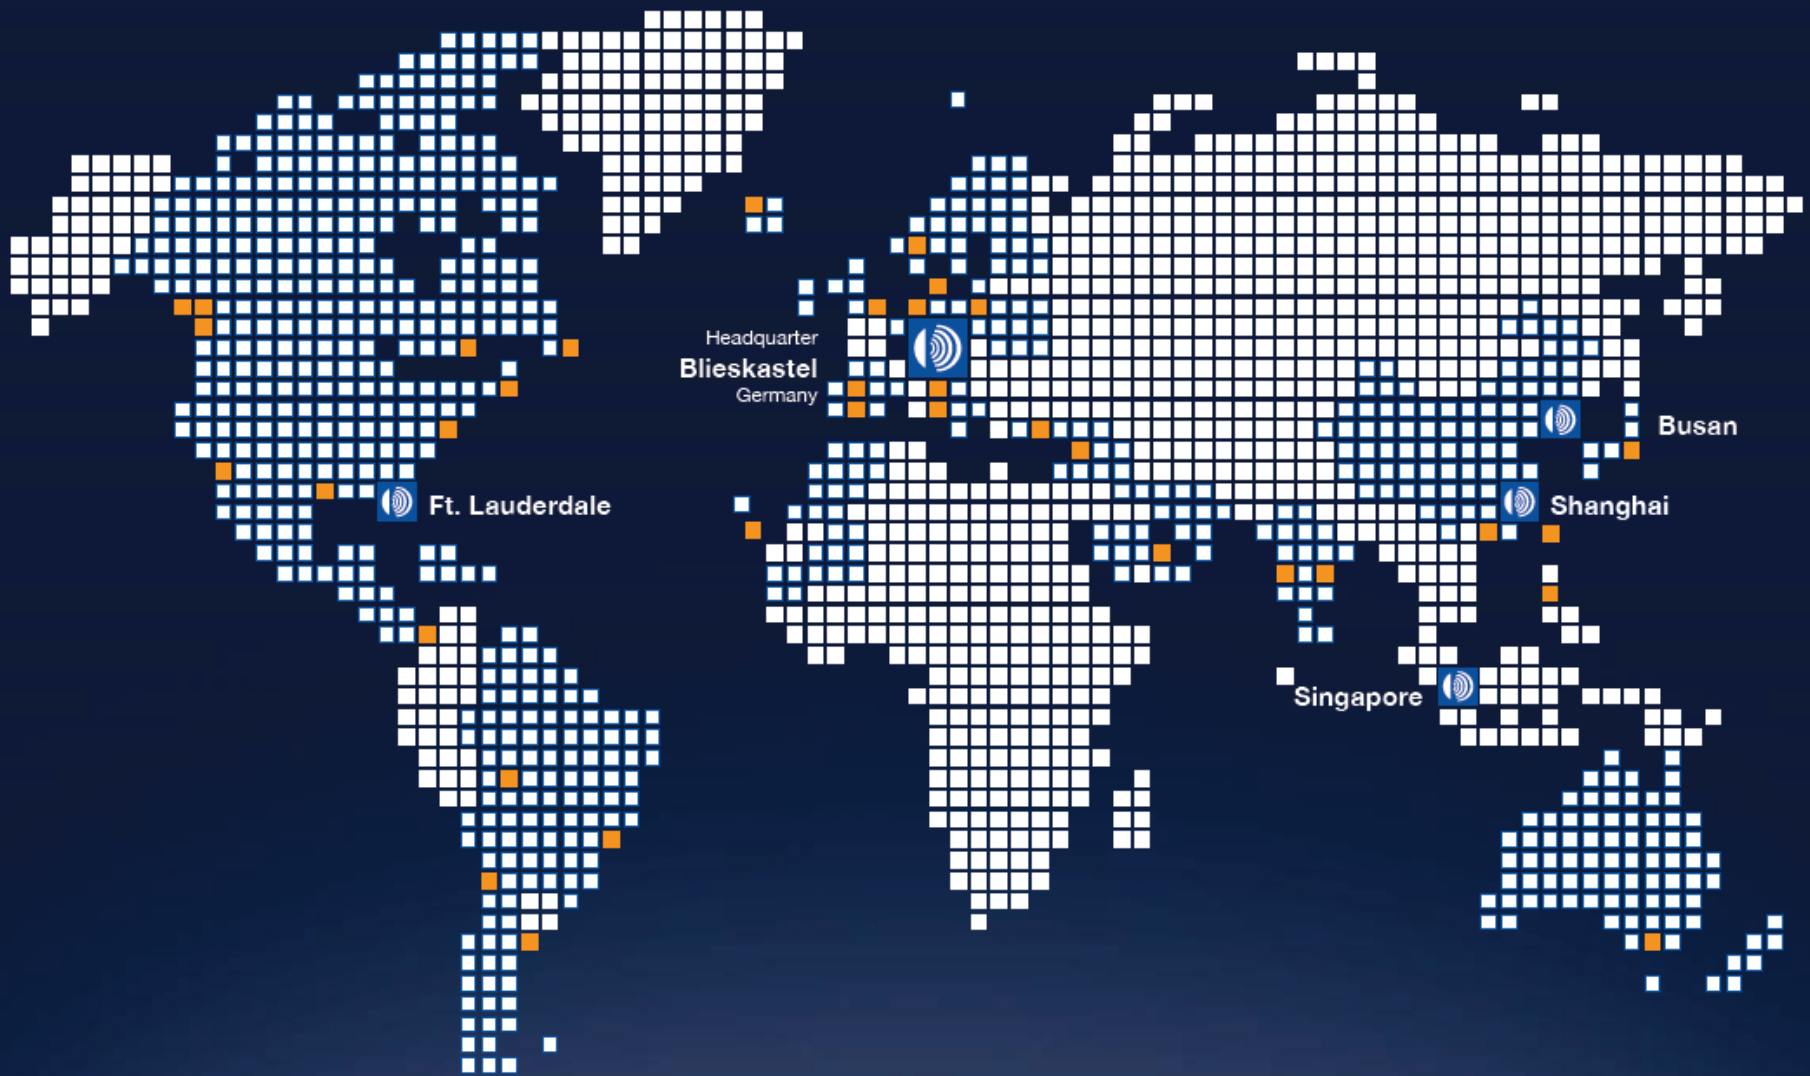 Headquarter
Blieskastel
Germany
Busan
Ft. Lauderdale
Shanghai
Singapore